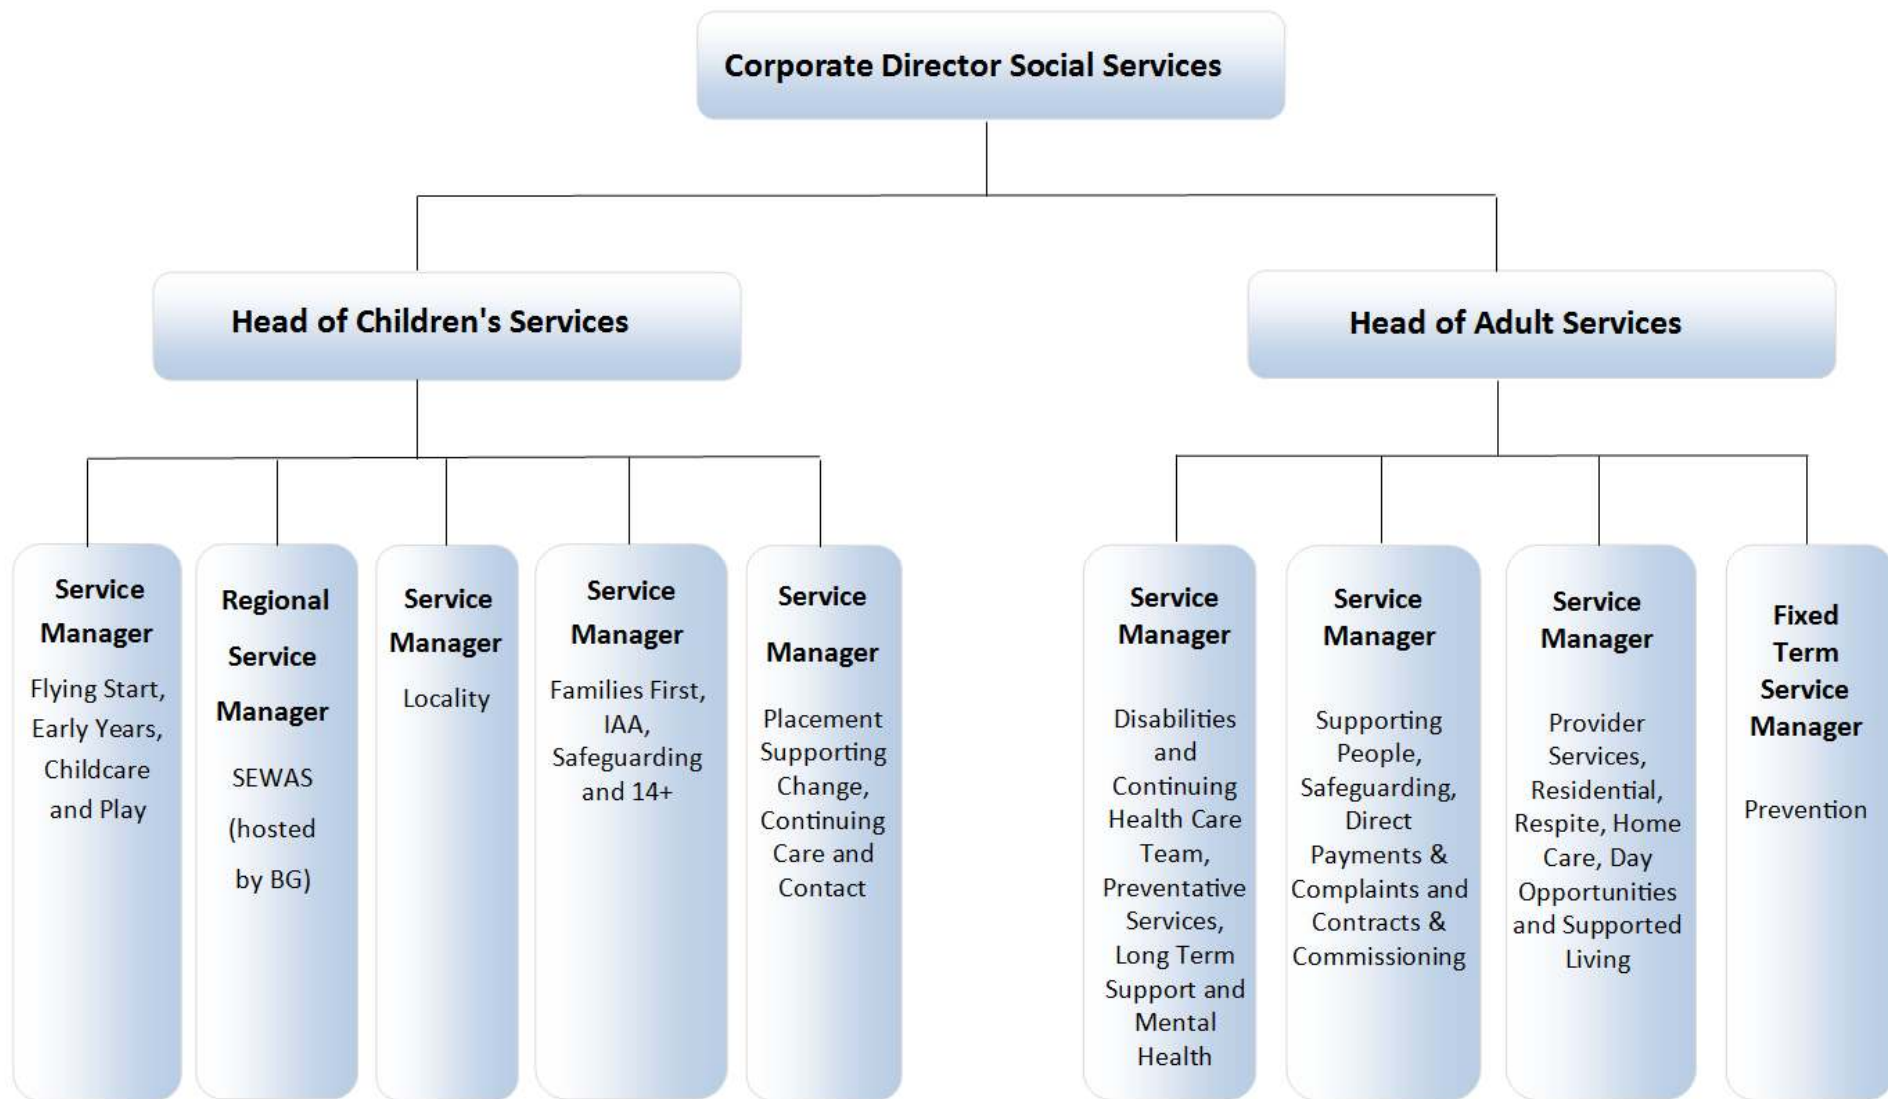 Corporate Director Social Services
Head of Children's Services
Head of Adult Services
Service
Manager
Flying Start,
Early Years,
Childcare
and Play
Regional
Service
Manager
SEWAS
(hosted
by BG)
Service
Manager
Locality
Service
Manager
Families First,
IAA,
Safeguarding
and 14+
Service
Manager
Placement
Supporting
Change,
Continuing
Care and
Contact
Service
Manager
Disabilities
and
Continuing
Health Care
Team,
Preventative
Services,
Long Term
Support and
Mental
Health
Service
Manager
Supporting
People,
Safeguarding,
Direct
Payments &
Complaints and
Contracts &
Commissioning
Service
Manager
Provider
Services,
Residential,
Respite, Home
Care, Day
Opportunities
and Supported
Living
Fixed
Term
Service
Manager
Prevention